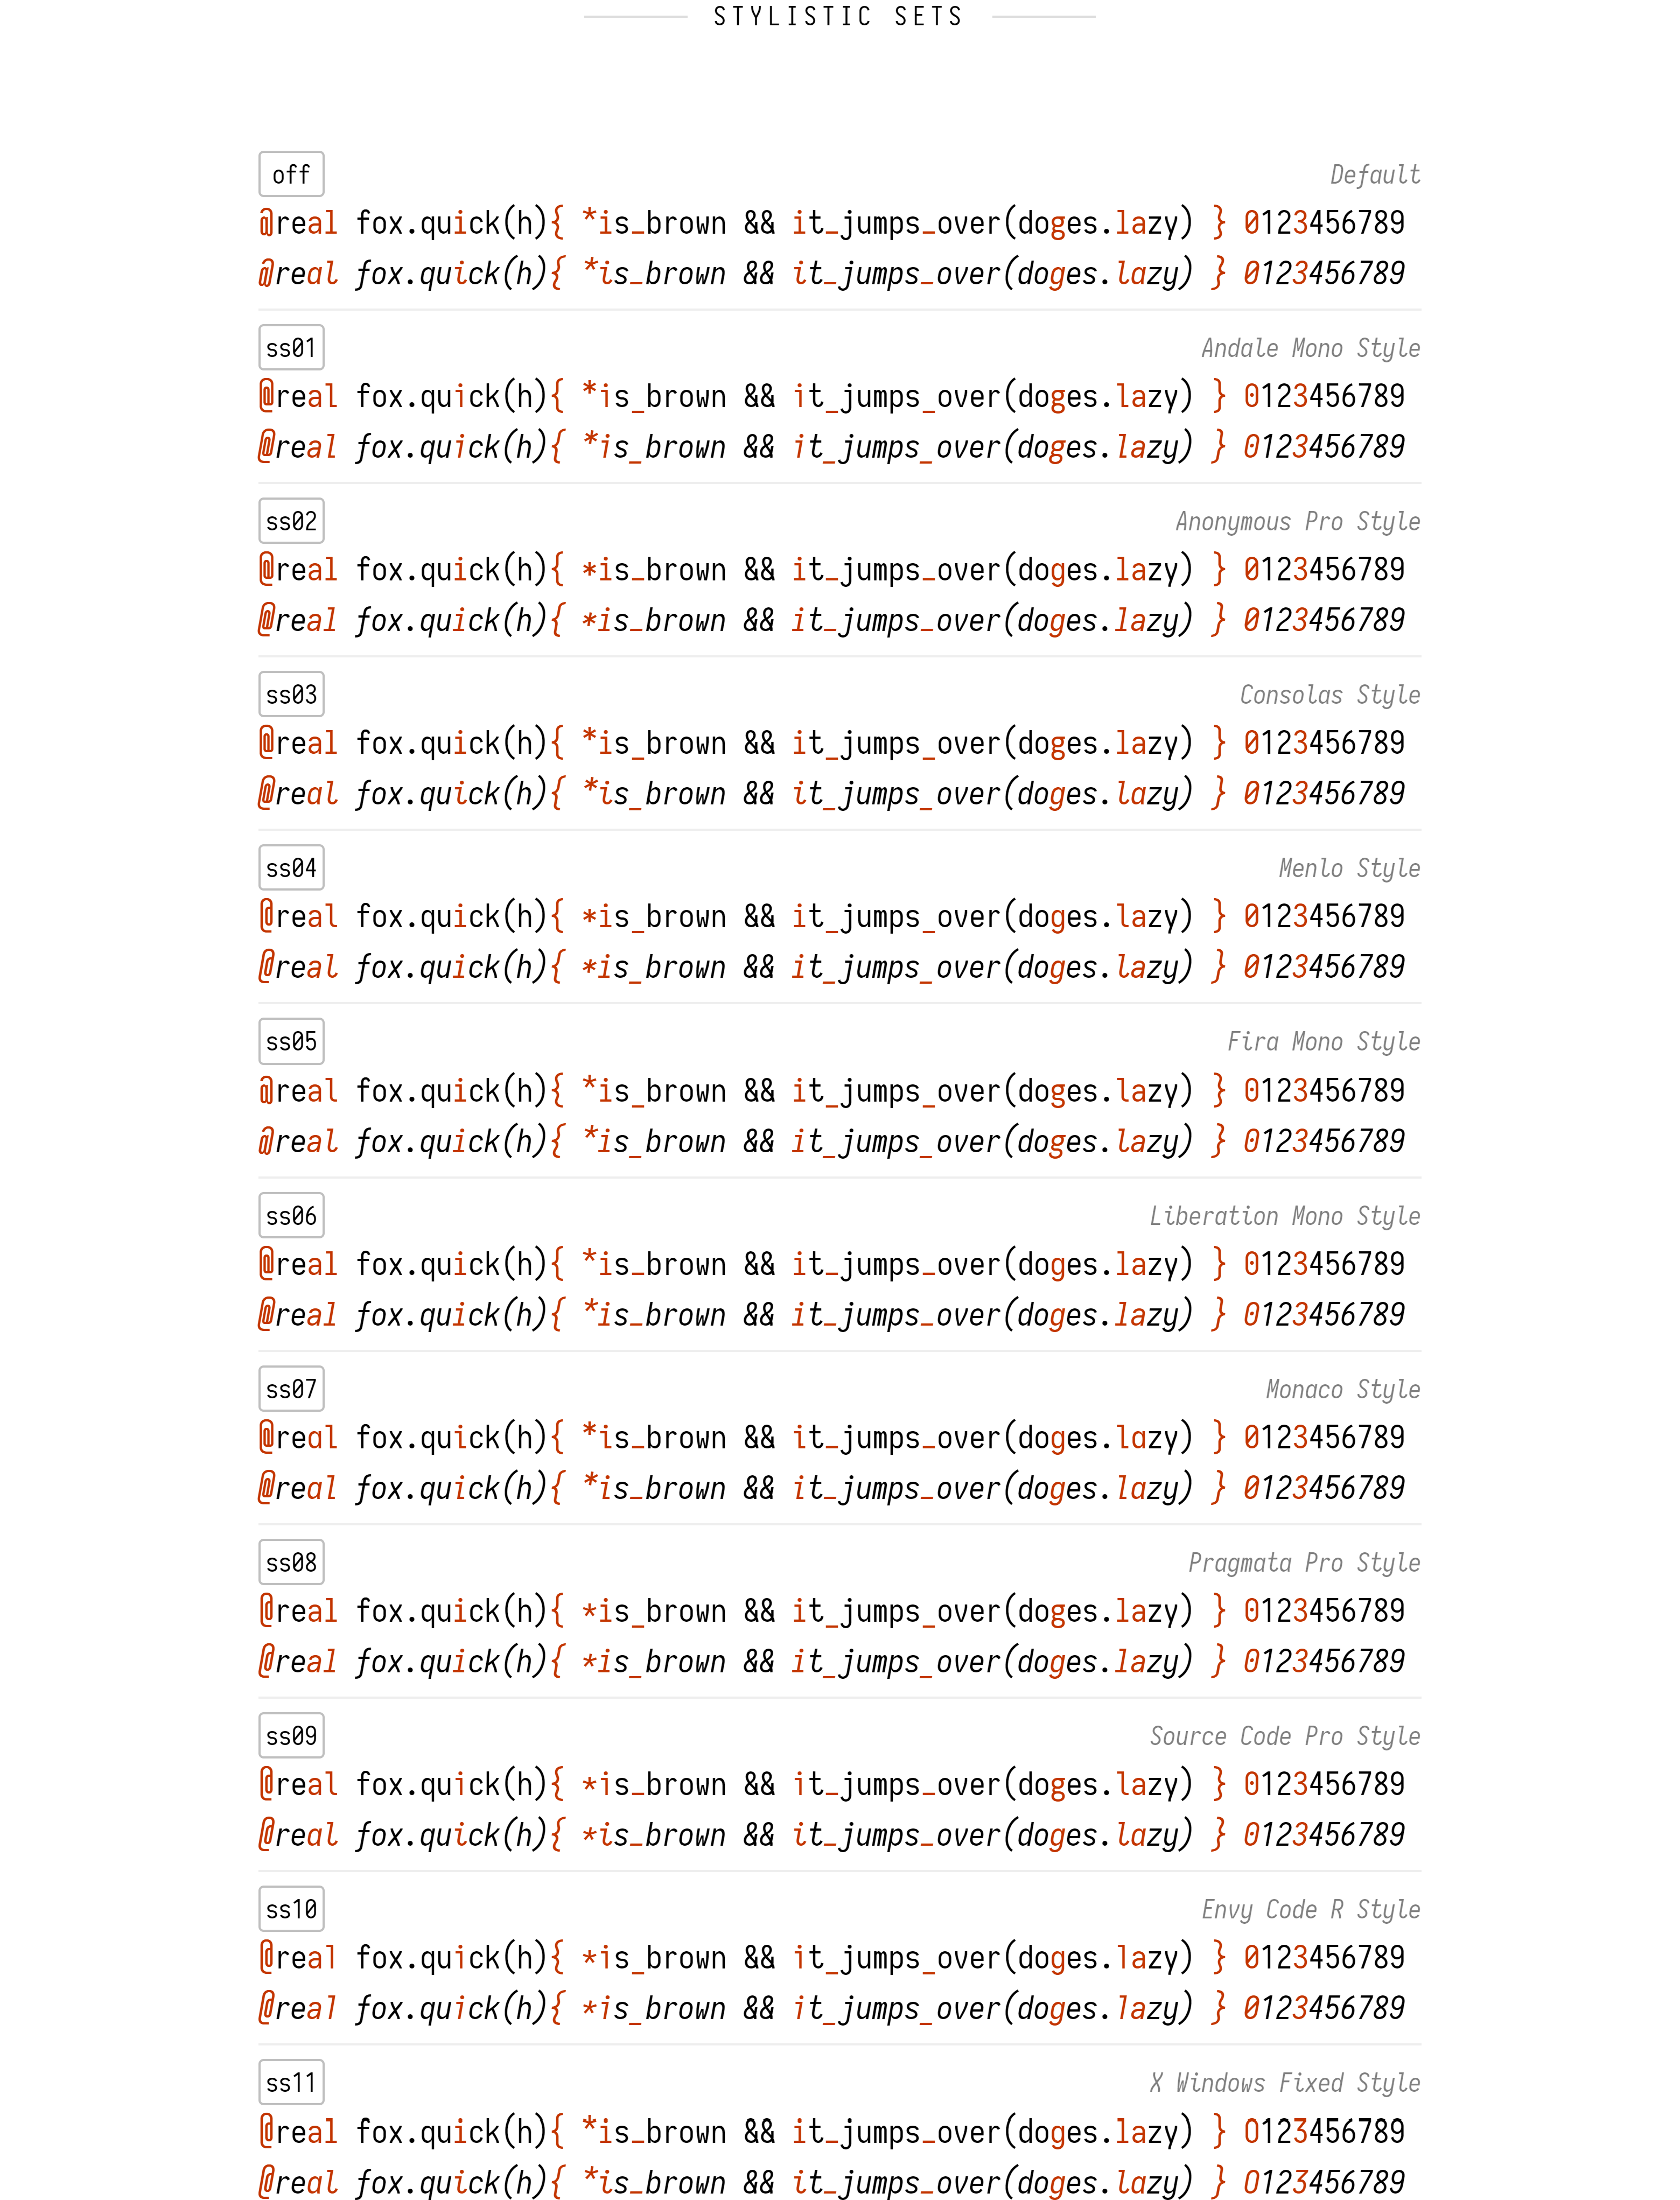 STYLISTIC SETS
off Default
@real fox.quick(h){ *is_brown && it_jumps_over(doges.lazy) } 0123456789
@real fox.quick(h){ *is_brown && it_jumps_over(doges.lazy) } 0123456789
ss01 Andale Mono Style
@real fox.quick(h){ *is_brown && it_jumps_over(doges.lazy) } 0123456789
@real fox.quick(h){ *is_brown && it_jumps_over(doges.lazy) } 0123456789
ss02 Anonymous Pro Style
@real fox.quick(h){ *is_brown && it_jumps_over(doges.lazy) } 0123456789
@real fox.quick(h){ *is_brown && it_jumps_over(doges.lazy) } 0123456789
ss03 Consolas Style
@real fox.quick(h){ *is_brown && it_jumps_over(doges.lazy) } 0123456789
@real fox.quick(h){ *is_brown && it_jumps_over(doges.lazy) } 0123456789
ss04 Menlo Style
@real fox.quick(h){ *is_brown && it_jumps_over(doges.lazy) } 0123456789
@real fox.quick(h){ *is_brown && it_jumps_over(doges.lazy) } 0123456789
ss05 Fira Mono Style
@real fox.quick(h){ *is_brown && it_jumps_over(doges.lazy) } 0123456789
@real fox.quick(h){ *is_brown && it_jumps_over(doges.lazy) } 0123456789
ss06 Liberation Mono Style
@real fox.quick(h){ *is_brown && it_jumps_over(doges.lazy) } 0123456789
@real fox.quick(h){ *is_brown && it_jumps_over(doges.lazy) } 0123456789
ss07 Monaco Style
@real fox.quick(h){ *is_brown && it_jumps_over(doges.lazy) } 0123456789
@real fox.quick(h){ *is_brown && it_jumps_over(doges.lazy) } 0123456789
ss08 Pragmata Pro Style
@real fox.quick(h){ *is_brown && it_jumps_over(doges.lazy) } 0123456789
@real fox.quick(h){ *is_brown && it_jumps_over(doges.lazy) } 0123456789
ss09 Source Code Pro Style
@real fox.quick(h){ *is_brown && it_jumps_over(doges.lazy) } 0123456789
@real fox.quick(h){ *is_brown && it_jumps_over(doges.lazy) } 0123456789
ss10 Envy Code R Style
@real fox.quick(h){ *is_brown && it_jumps_over(doges.lazy) } 0123456789
@real fox.quick(h){ *is_brown && it_jumps_over(doges.lazy) } 0123456789
ss11 X Windows Fixed Style
@real fox.quick(h){ *is_brown && it_jumps_over(doges.lazy) } 0123456789
@real fox.quick(h){ *is_brown && it_jumps_over(doges.lazy) } 0123456789